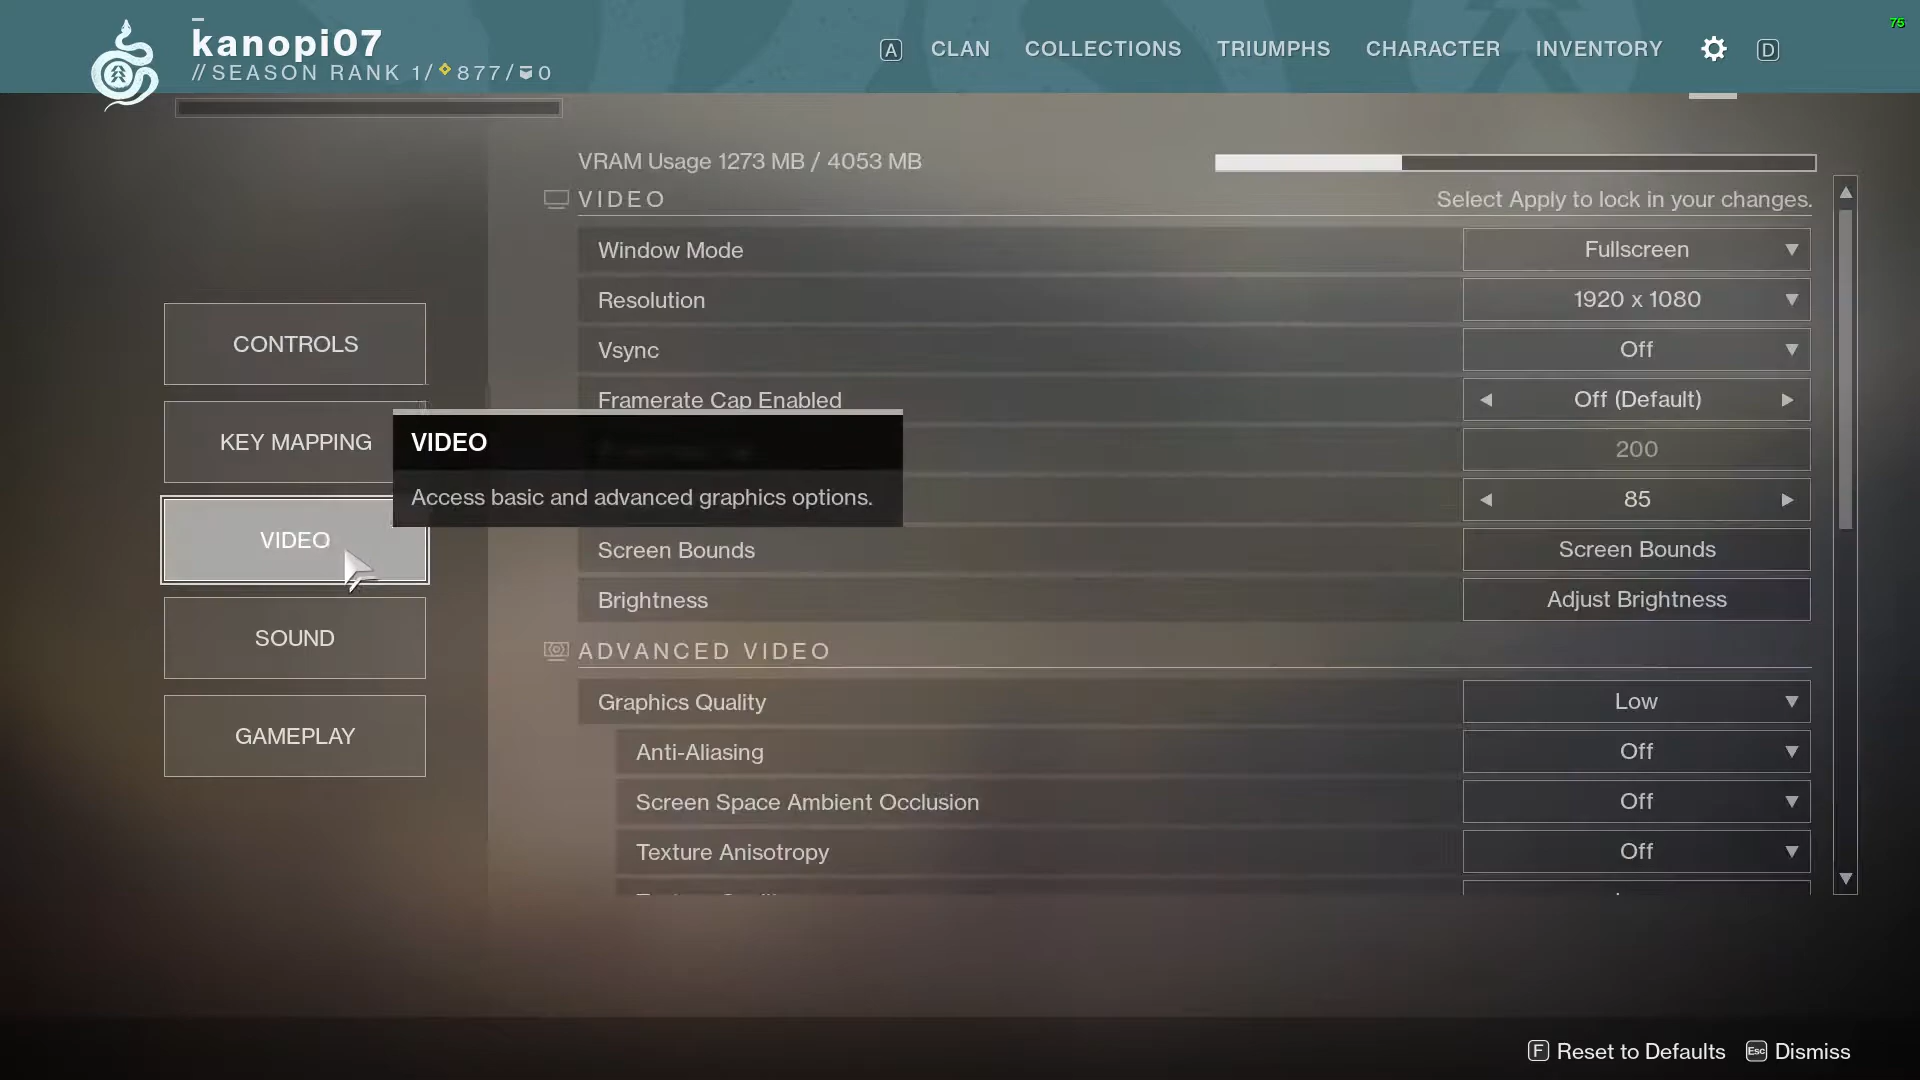 75
kanopi07
//SEASON RANK 1/877/0
A CLAN COLLECTIONS TRIUMPHS CHARACTER INVENTORY D
VRAM Usage 1273 MB / 4053 MB
VIDEO Select Apply to lock in your changes.
Window Mode Fullscreen
Resolution 1920 x 1080
Vsync Off
Framerate Cap Enabled Off (Default)
200
85
Screen Bounds Screen Bounds
Brightness Adjust Brightness
ADVANCED VIDEO
Graphics Quality Low
Anti-Aliasing Off
Screen Space Ambient Occlusion Off
Texture Anisotropy Off
CONTROLS
KEY MAPPING
VIDEO
SOUND
GAMEPLAY
VIDEO
Access basic and advanced graphics options.
F Reset to Defaults Esc Dismiss